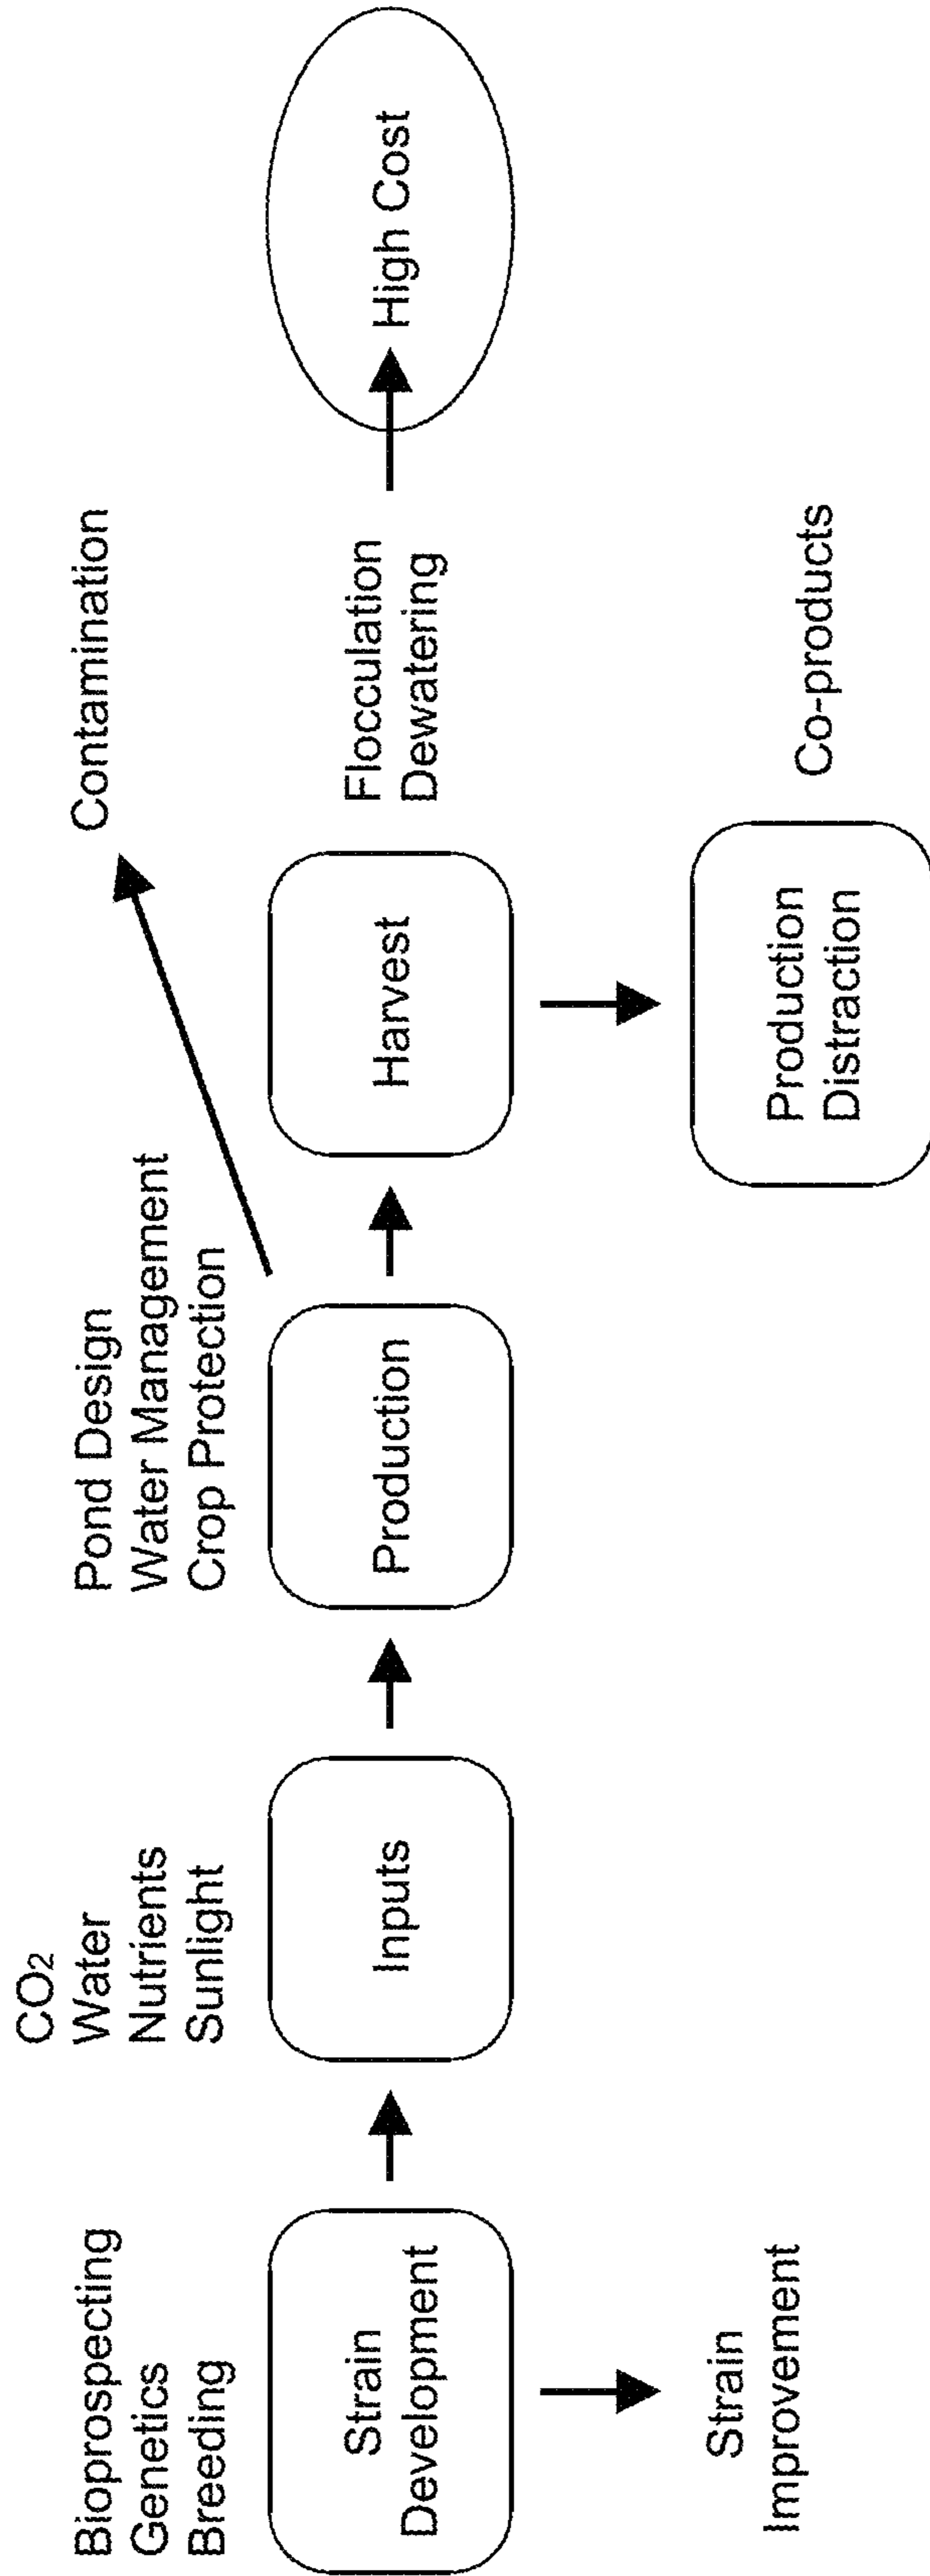 Bioprospecting
Genetics
Breeding
Strain
Development
Strain
Improvement
CO₂
Water
Nutrients
Sunlight
Inputs
Pond Design
Water Management
Crop Protection
Production
Contamination
Harvest
Flocculation
Dewatering
High Cost
Production
Distraction
Co-products